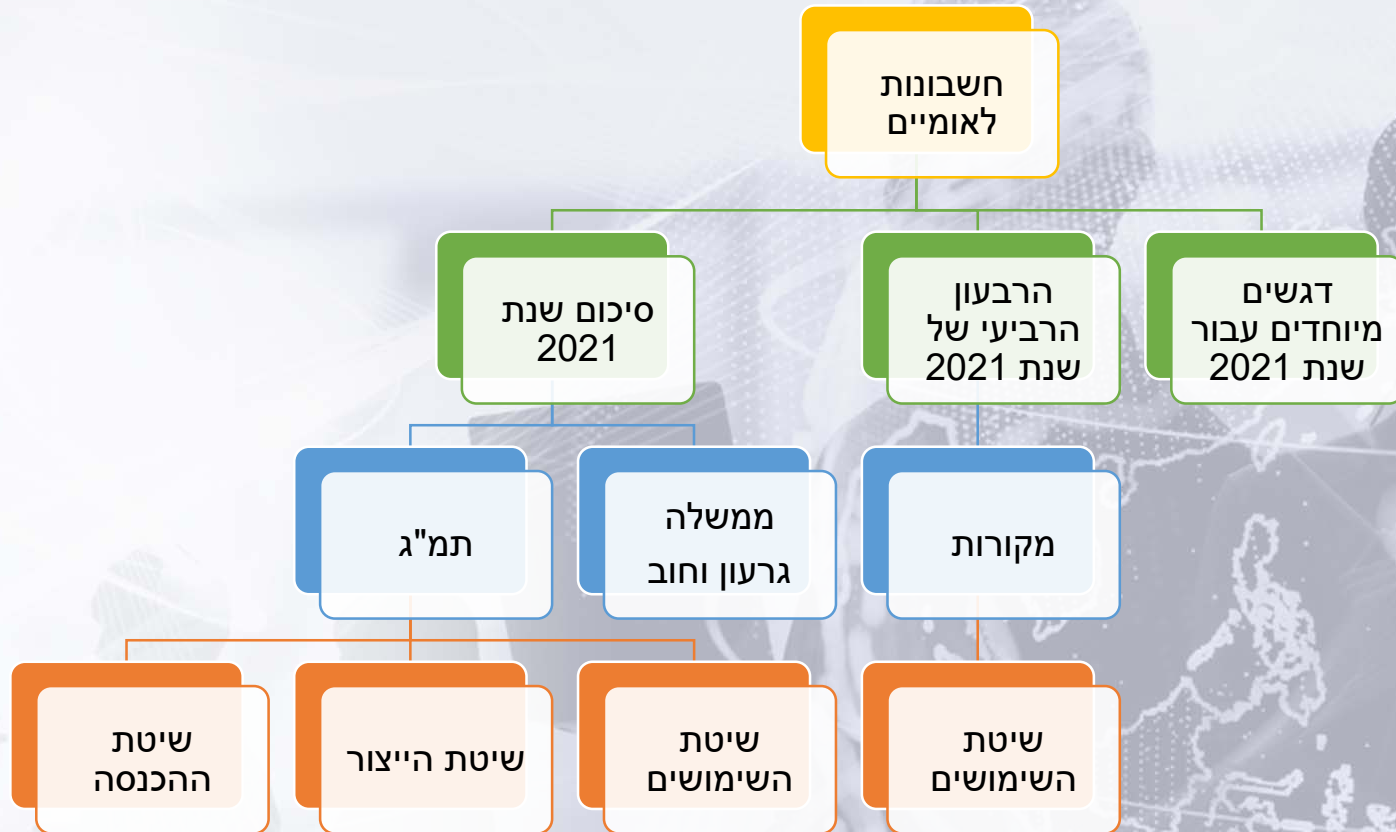 חשבונות
לאומיים
דגשים
מיוחדים עבור
שנת 2021
הרבעון
הרביעי של
שנת 2021
סיכום שנת
2021
מקורות
ממשלה
גרעון וחוב
תמ"ג
שיטת
השימושים
שיטת
השימושים
שיטת הייצור
שיטת
ההכנסה